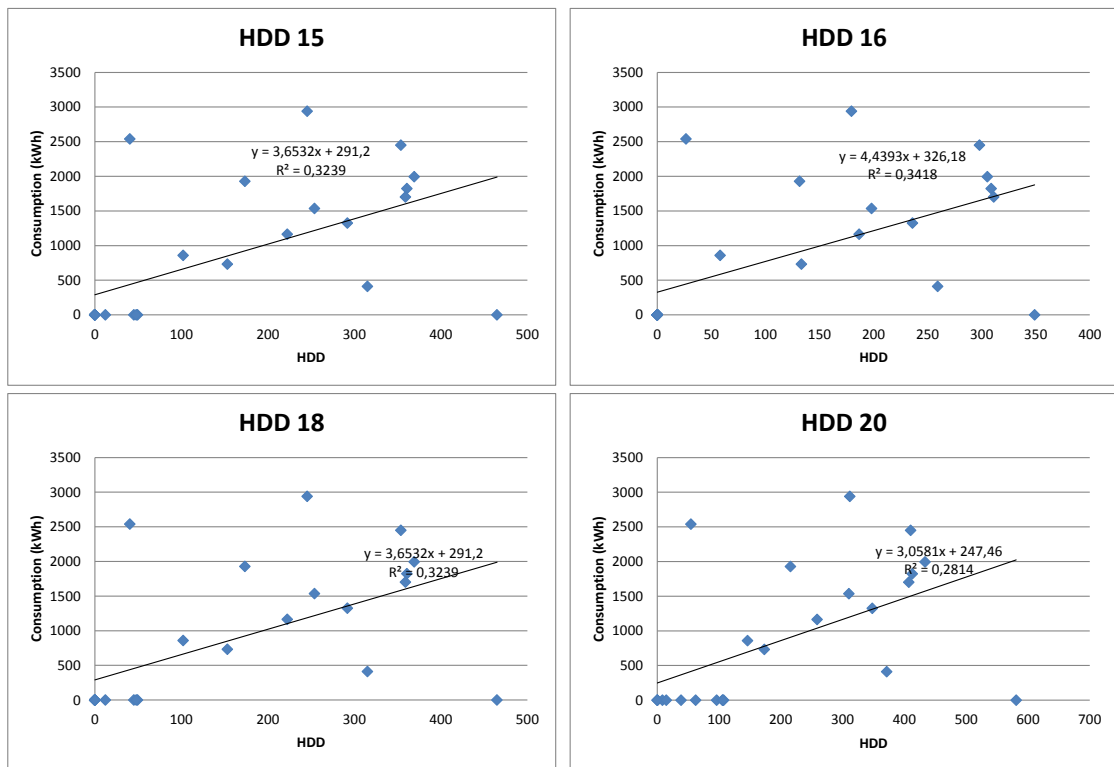 HDD 15
3500
3000
2500
2000
1500
1000
500
0
0 100 200 300 400 500
Consumption (kWh)
HDD
y = 3,6532x + 291,2
R² = 0,3239
HDD 16
3500
3000
2500
2000
1500
1000
500
0
0 50 100 150 200 250 300 350 400
Consumption (kWh)
HDD
y = 4,4393x + 326,18
R² = 0,3418
HDD 18
3500
3000
2500
2000
1500
1000
500
0
0 100 200 300 400 500
Consumption (kWh)
HDD
y = 3,6532x + 291,2
R² = 0,3239
HDD 20
3500
3000
2500
2000
1500
1000
500
0
0 100 200 300 400 500 600 700
Consumption (kWh)
HDD
y = 3,0581x + 247,46
R² = 0,2814